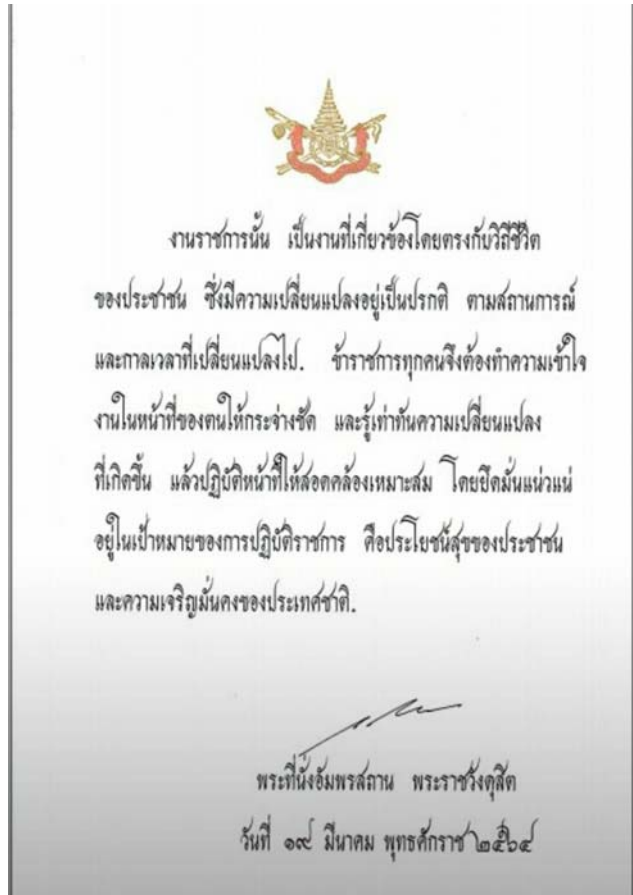 งานราชการนั้น เป็นงานที่เกี่ยวข้องโดยตรงกับวิถีชีวิต
ของประชาชน ซึ่งมีความเปลี่ยนแปลงอยู่เป็นปรกติ ตามสถานการณ์
และกาลเวลาที่เปลี่ยนแปลงไป. ข้าราชการทุกคนจึงต้องทำความเข้าใจ
งานในหน้าที่ของตนให้กระจ่างชัด และรู้เท่าทันความเปลี่ยนแปลง
ที่เกิดขึ้น แล้วปฏิบัติหน้าที่ให้สอดคล้องเหมาะสม โดยยึดมั่นแน่วแน่
อยู่ในเป้าหมายของการปฏิบัติราชการ คือประโยชน์สุขของประชาชน
และความเจริญมั่นคงของประเทศชาติ.
พระที่นั่งอัมพรสถาน พระราชวังดุสิต
วันที่ ๑๙ มีนาคม พุทธศักราช ๒๕๖๔